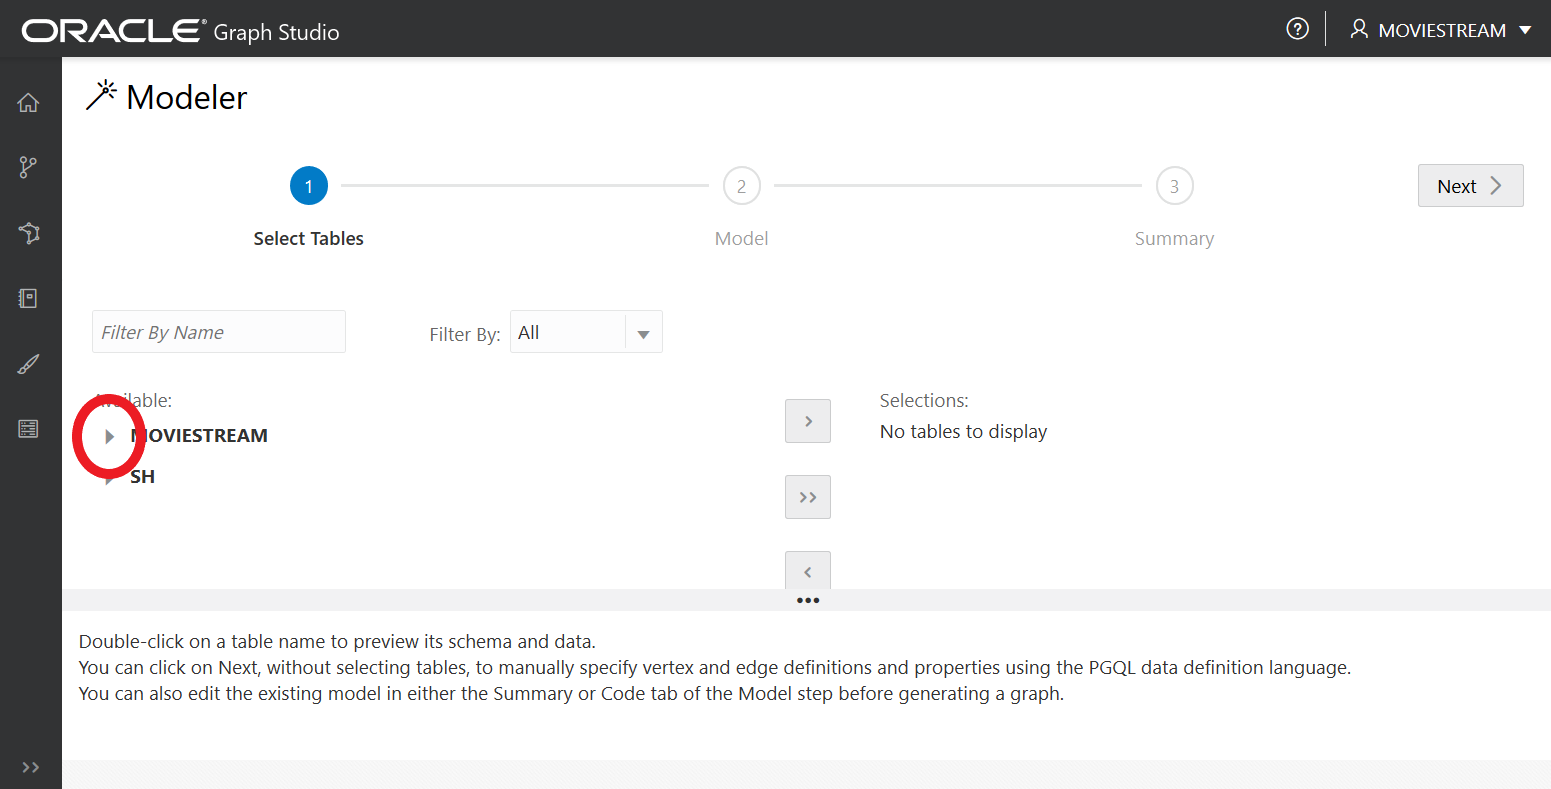 ORACLE® Graph Studio
MOVIESTREAM
Modeler
1
2
3
Next
Select Tables
Model
Summary
Filter By Name
Filter By:
All
Available:
Selections:
MOVIESTREAM
No tables to display
SH
Double-click on a table name to preview its schema and data.
You can click on Next, without selecting tables, to manually specify vertex and edge definitions and properties using the PGQL data definition language.
You can also edit the existing model in either the Summary or Code tab of the Model step before generating a graph.